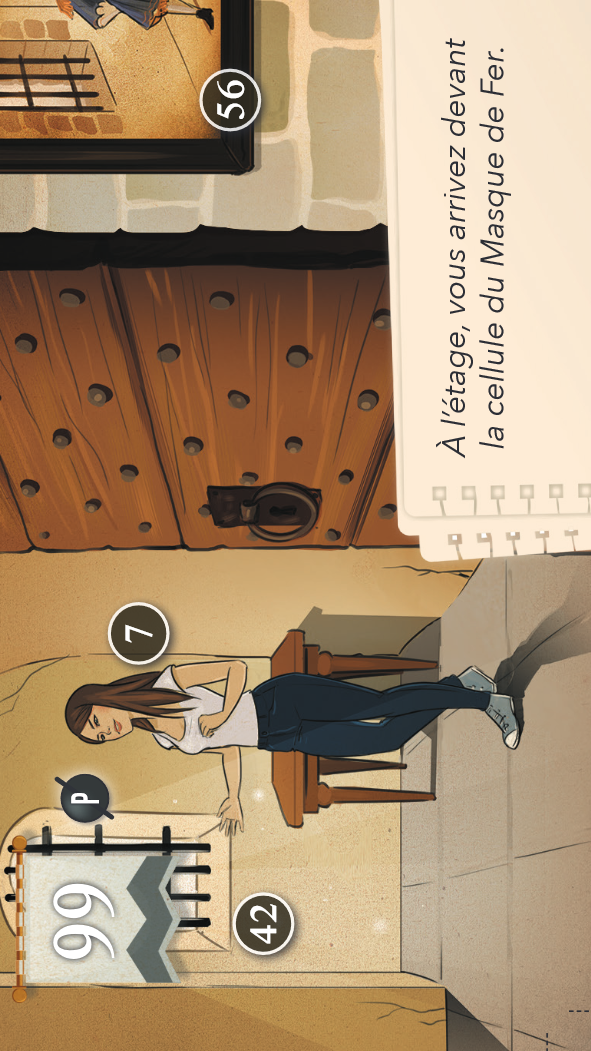 99
P
7
42
56
À l'étage, vous arrivez devant
la cellule du Masque de Fer.